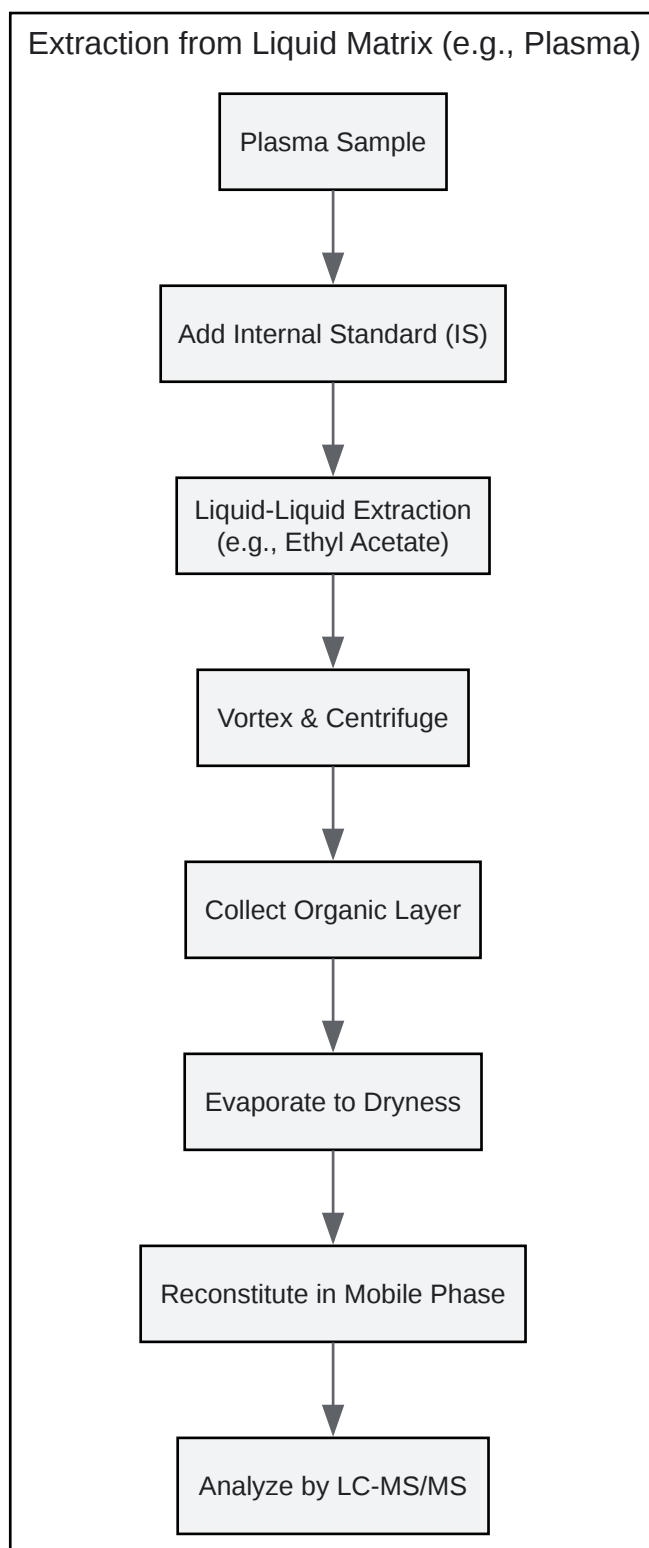 Extraction from Liquid Matrix (e.g., Plasma)
Plasma Sample
Add Internal Standard (IS)
Liquid-Liquid Extraction
(e.g., Ethyl Acetate)
Vortex & Centrifuge
Collect Organic Layer
Evaporate to Dryness
Reconstitute in Mobile Phase
Analyze by LC-MS/MS